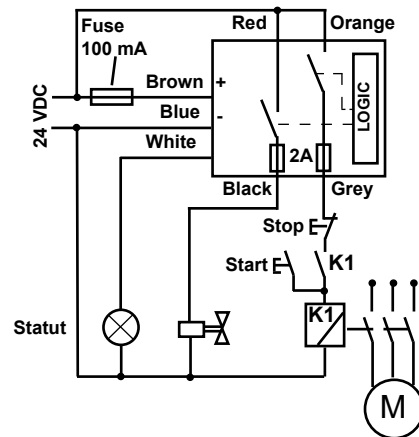 Fuse
100 mA
Red
Orange
Brown
+
Blue
-
White
24 VDC
LOGIC
2A
Black
Grey
Stop
Start
K1
K1
Statut
M